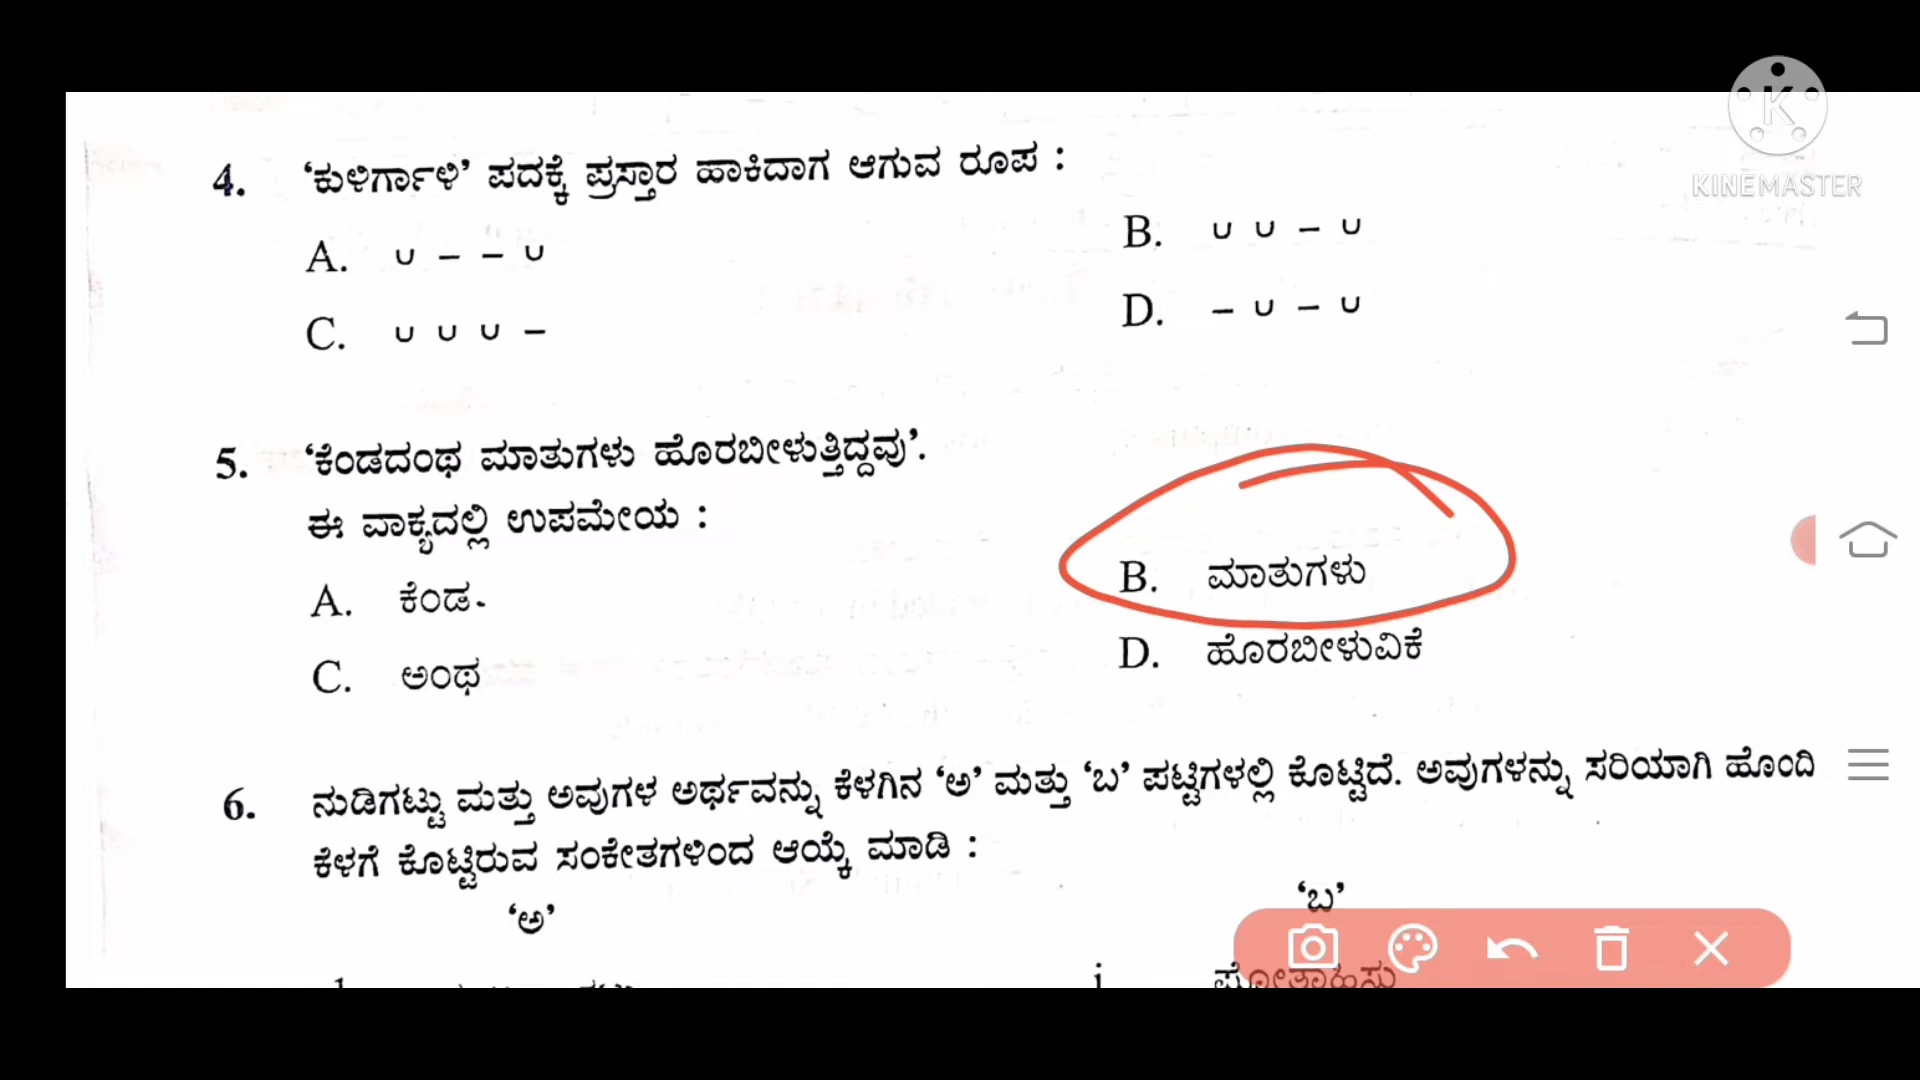 KINEMASTER
4. ‘ಕುಳಿರ್ಗಾಳಿ’ ಪದಕ್ಕೆ ಪ್ರಸ್ತಾರ ಹಾಕಿದಾಗ ಆಗುವ ರೂಪ :
A. ᴗ – – ᴗ B. ᴗ ᴗ – ᴗ
C. ᴗ ᴗ ᴗ – D. – ᴗ – ᴗ
5. ‘ಕೆಂಡದಂಥ ಮಾತುಗಳು ಹೊರಬೀಳುತ್ತಿದ್ದವು’.
ಈ ವಾಕ್ಯದಲ್ಲಿ ಉಪಮೇಯ :
A. ಕೆಂಡ B. ಮಾತುಗಳು
C. ಅಂಥ D. ಹೊರಬೀಳುವಿಕೆ
6. ನುಡಿಗಟ್ಟು ಮತ್ತು ಅವುಗಳ ಅರ್ಥವನ್ನು ಕೆಳಗಿನ ‘ಅ’ ಮತ್ತು ‘ಬ’ ಪಟ್ಟಿಗಳಲ್ಲಿ ಕೊಟ್ಟಿದೆ. ಅವುಗಳನ್ನು ಸರಿಯಾಗಿ ಹೊಂದಿ
ಕೆಳಗೆ ಕೊಟ್ಟಿರುವ ಸಂಕೇತಗಳಿಂದ ಆಯ್ಕೆ ಮಾಡಿ :
‘ಅ’ ‘ಬ’